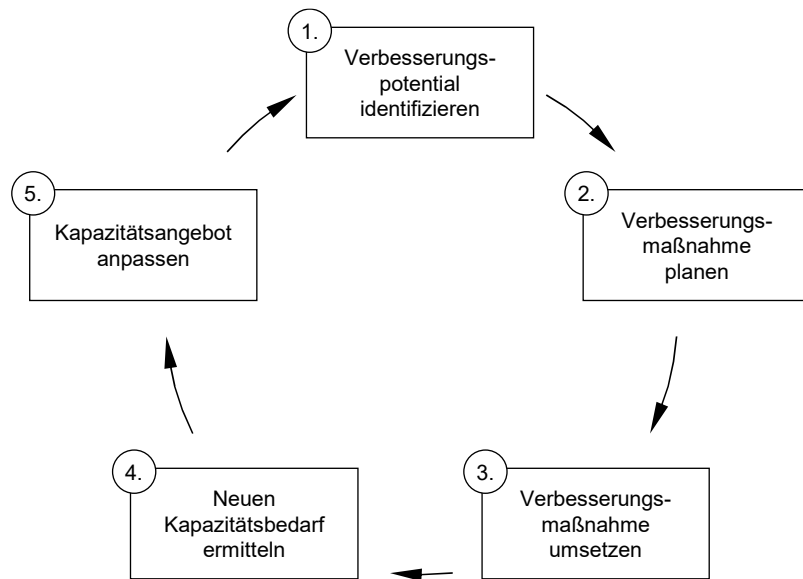 1.
Verbesserungs-
potential
identifizieren
2.
Verbesserungs-
maßnahme
planen
3.
Verbesserungs-
maßnahme
umsetzen
4.
Neuen
Kapazitätsbedarf
ermitteln
5.
Kapazitätsangebot
anpassen